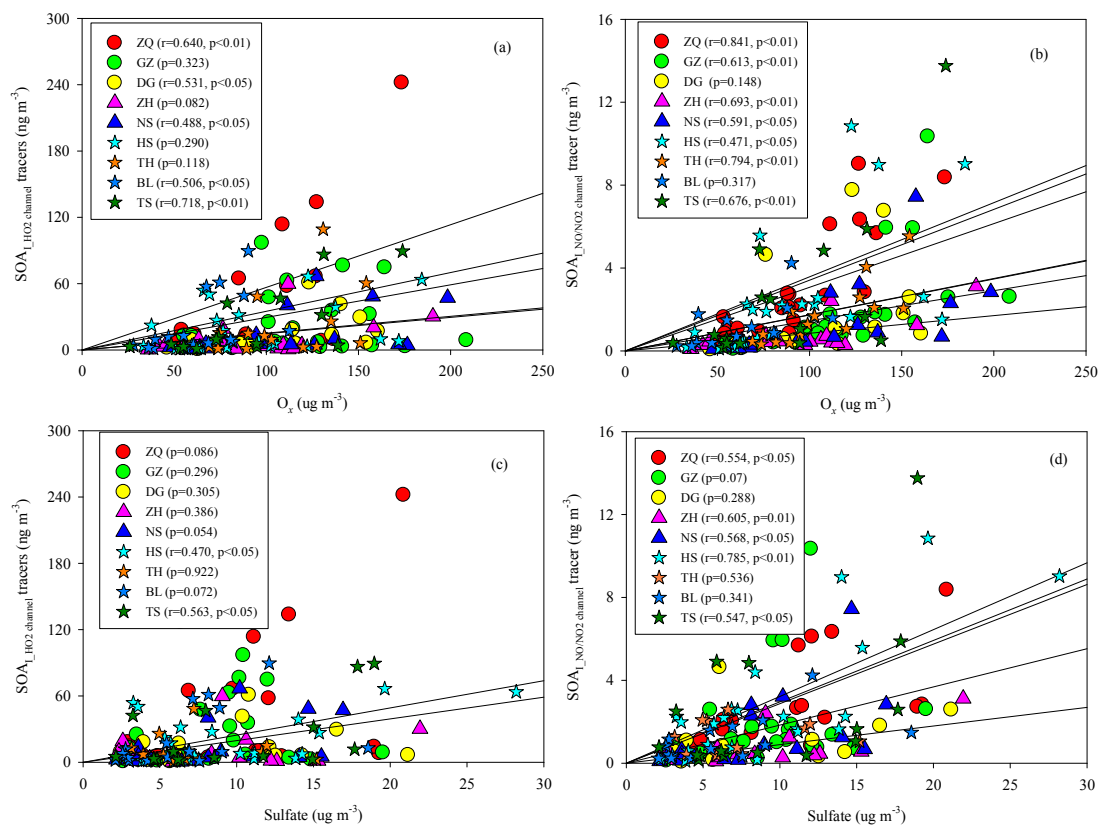 300
240
180
120
60
0
SOA_I_HO2 channel tracers (ng m⁻³)
ZQ (r=0.640, p<0.01)
GZ (p=0.323)
DG (r=0.531, p<0.05)
ZH (p=0.082)
NS (r=0.488, p<0.05)
HS (p=0.290)
TH (p=0.118)
BL (r=0.506, p<0.05)
TS (r=0.718, p<0.01)
(a)
0 50 100 150 200 250
Oₓ (ug m⁻³)
16
12
8
4
0
SOA_I_NO/NO2 channel tracer (ng m⁻³)
ZQ (r=0.841, p<0.01)
GZ (r=0.613, p<0.01)
DG (p=0.148)
ZH (r=0.693, p<0.01)
NS (r=0.591, p<0.05)
HS (r=0.471, p<0.05)
TH (r=0.794, p<0.01)
BL (p=0.317)
TS (r=0.676, p<0.01)
(b)
0 50 100 150 200 250
Oₓ (ug m⁻³)
300
240
180
120
60
0
SOA_I_HO2 channel tracers (ng m⁻³)
ZQ (p=0.086)
GZ (p=0.296)
DG (p=0.305)
ZH (p=0.386)
NS (p=0.054)
HS (r=0.470, p<0.05)
TH (p=0.922)
BL (p=0.072)
TS (r=0.563, p<0.05)
(c)
0 5 10 15 20 25 30
Sulfate (ug m⁻³)
16
12
8
4
0
SOA_I_NO/NO2 channel tracer (ng m⁻³)
ZQ (r=0.554, p<0.05)
GZ (p=0.07)
DG (p=0.288)
ZH (r=0.605, p=0.01)
NS (r=0.568, p<0.05)
HS (r=0.785, p<0.01)
TH (p=0.536)
BL (p=0.341)
TS (r=0.547, p<0.05)
(d)
0 5 10 15 20 25 30
Sulfate (ug m⁻³)